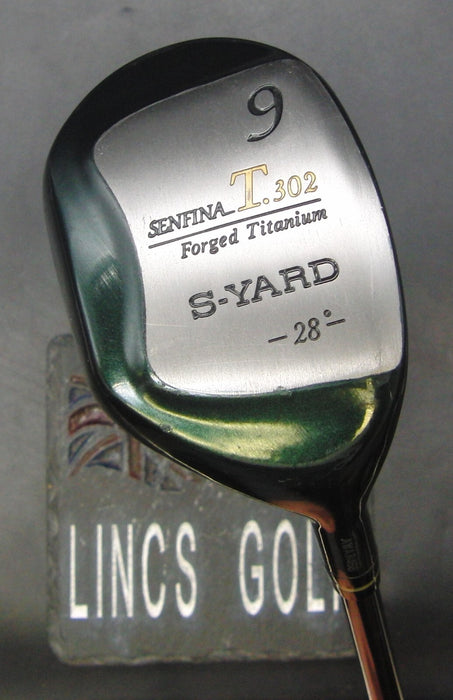 9
SENFINA T.302
Forged Titanium
S-YARD
-28°-
LINCS GOL